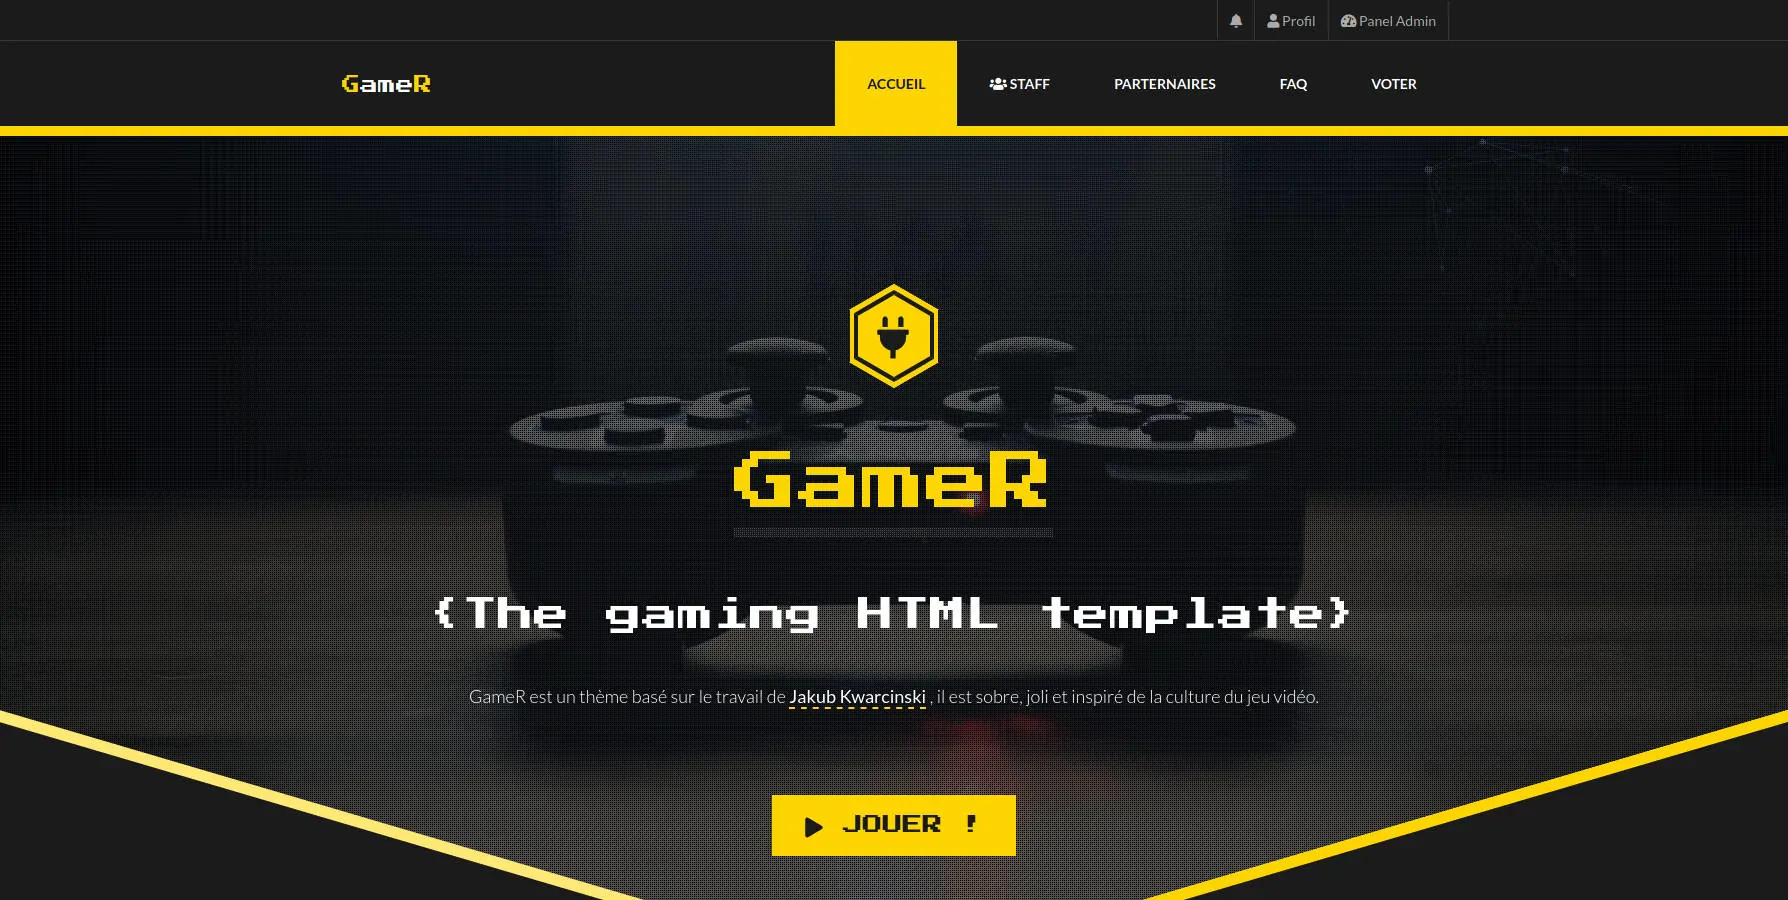 Profil
Panel Admin
GameR
ACCUEIL
STAFF
PARTERNAIRES
FAQ
VOTER
GameR
{The gaming HTML template}
GameR est un thème basé sur le travail de Jakub Kwarcinski , il est sobre, joli et inspiré de la culture du jeu vidéo.
JOUER !